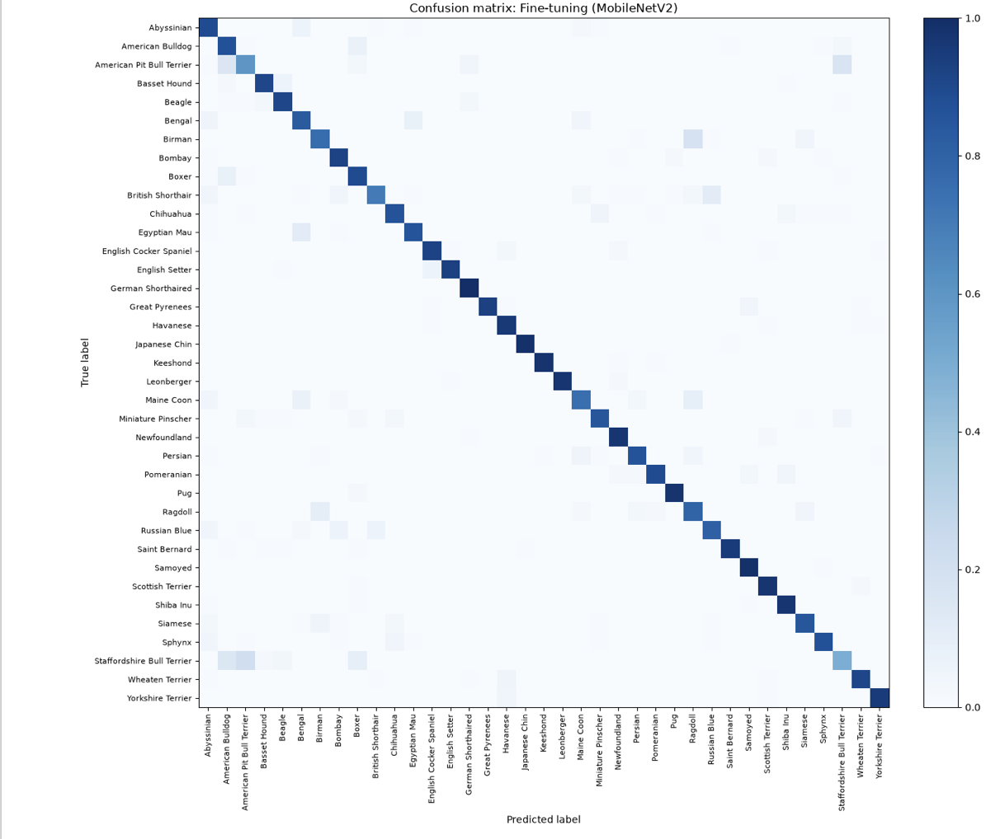 Confusion matrix: Fine-tuning (MobileNetV2)
True label
Abyssinian
American Bulldog
American Pit Bull Terrier
Basset Hound
Beagle
Bengal
Birman
Bombay
Boxer
British Shorthair
Chihuahua
Egyptian Mau
English Cocker Spaniel
English Setter
German Shorthaired
Great Pyrenees
Havanese
Japanese Chin
Keeshond
Leonberger
Maine Coon
Miniature Pinscher
Newfoundland
Persian
Pomeranian
Pug
Ragdoll
Russian Blue
Saint Bernard
Samoyed
Scottish Terrier
Shiba Inu
Siamese
Sphynx
Staffordshire Bull Terrier
Wheaten Terrier
Yorkshire Terrier
Abyssinian
American Bulldog
American Pit Bull Terrier
Basset Hound
Beagle
Bengal
Birman
Bombay
Boxer
British Shorthair
Chihuahua
Egyptian Mau
English Cocker Spaniel
English Setter
German Shorthaired
Great Pyrenees
Havanese
Japanese Chin
Keeshond
Leonberger
Maine Coon
Miniature Pinscher
Newfoundland
Persian
Pomeranian
Pug
Ragdoll
Russian Blue
Saint Bernard
Samoyed
Scottish Terrier
Shiba Inu
Siamese
Sphynx
Staffordshire Bull Terrier
Wheaten Terrier
Yorkshire Terrier
Predicted label
1.0
0.8
0.6
0.4
0.2
0.0